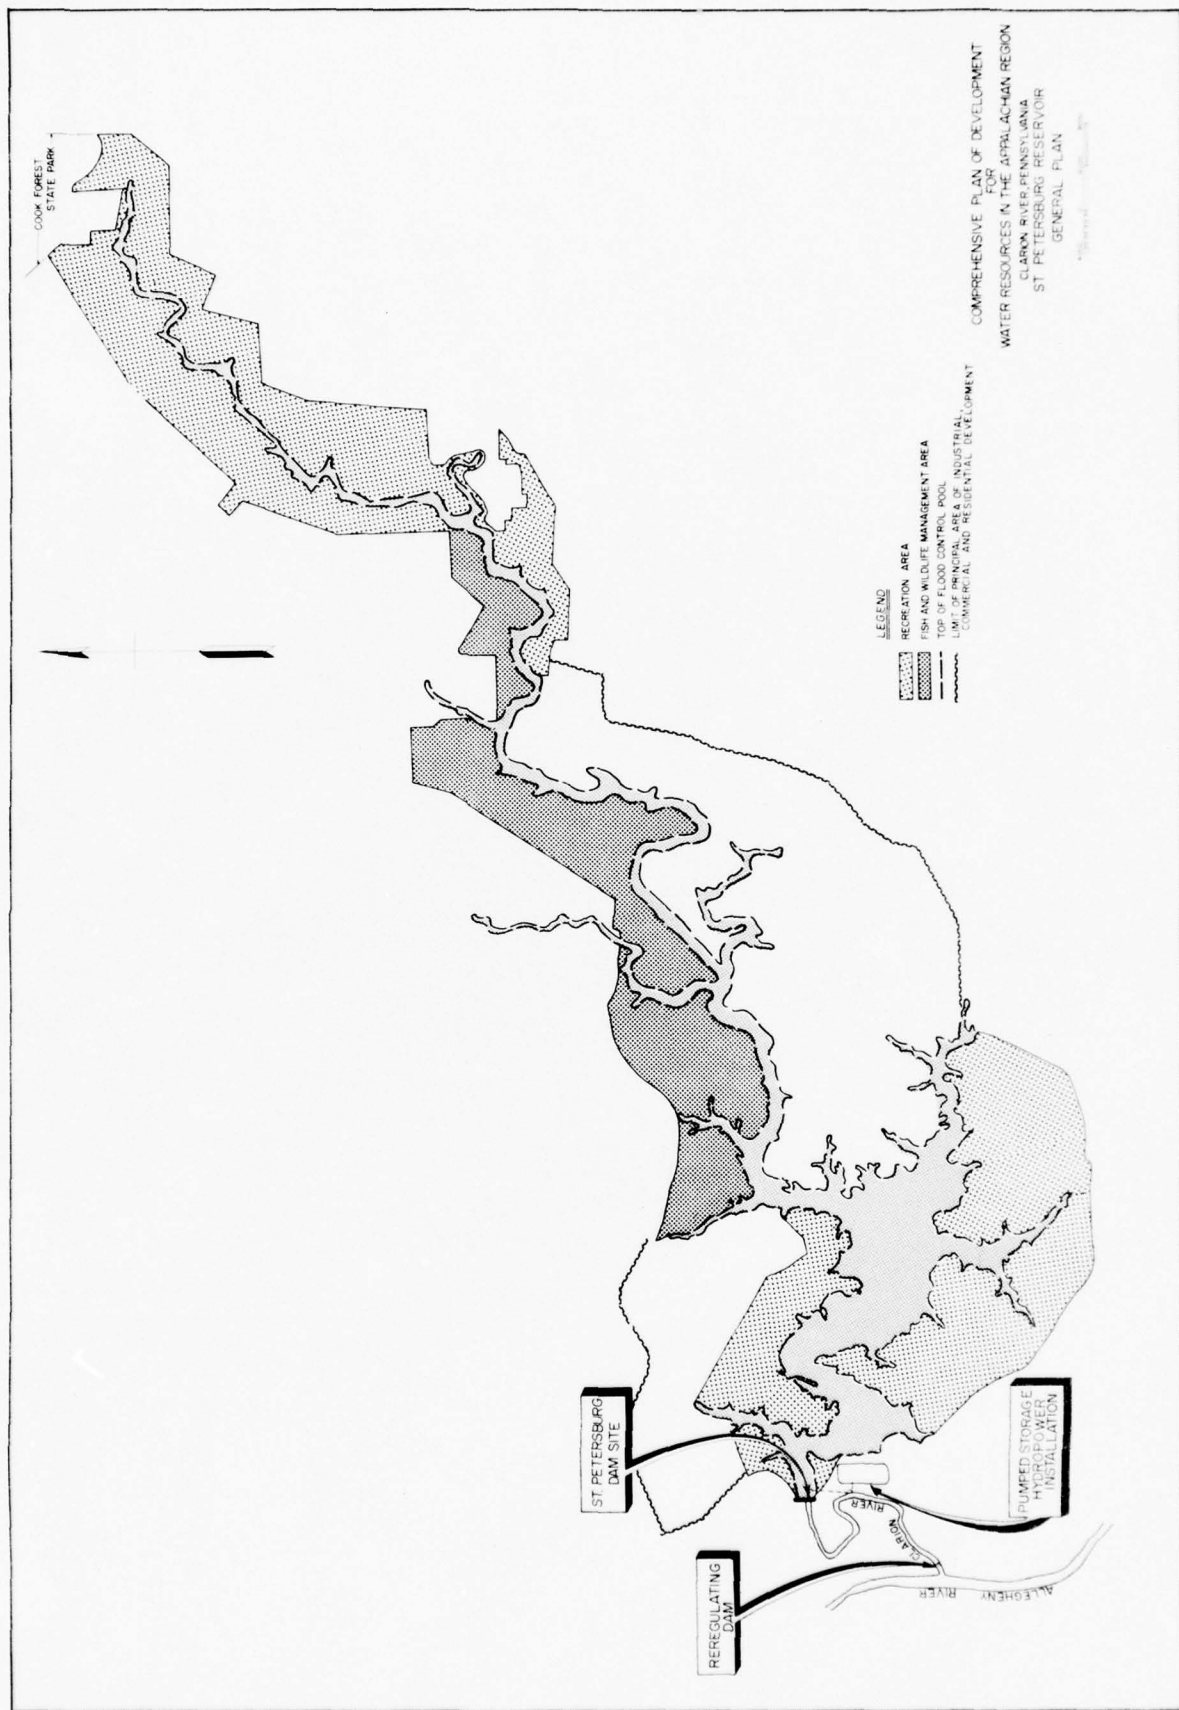 COOK FOREST
STATE PARK
ST. PETERSBURG
DAM SITE
REREGULATING
DAM
CLARION
RIVER
ALLEGHENY
RIVER
PUMPED STORAGE
HYDROPOWER
INSTALLATION
LEGEND
RECREATION AREA
FISH AND WILDLIFE MANAGEMENT AREA
TOP OF FLOOD CONTROL POOL
LIMIT OF PRINCIPAL AREA OF INDUSTRIAL,
COMMERCIAL AND RESIDENTIAL DEVELOPMENT
COMPREHENSIVE PLAN OF DEVELOPMENT
FOR
WATER RESOURCES IN THE APPALACHIAN REGION
CLARION RIVER, PENNSYLVANIA
ST PETERSBURG RESERVOIR
GENERAL PLAN